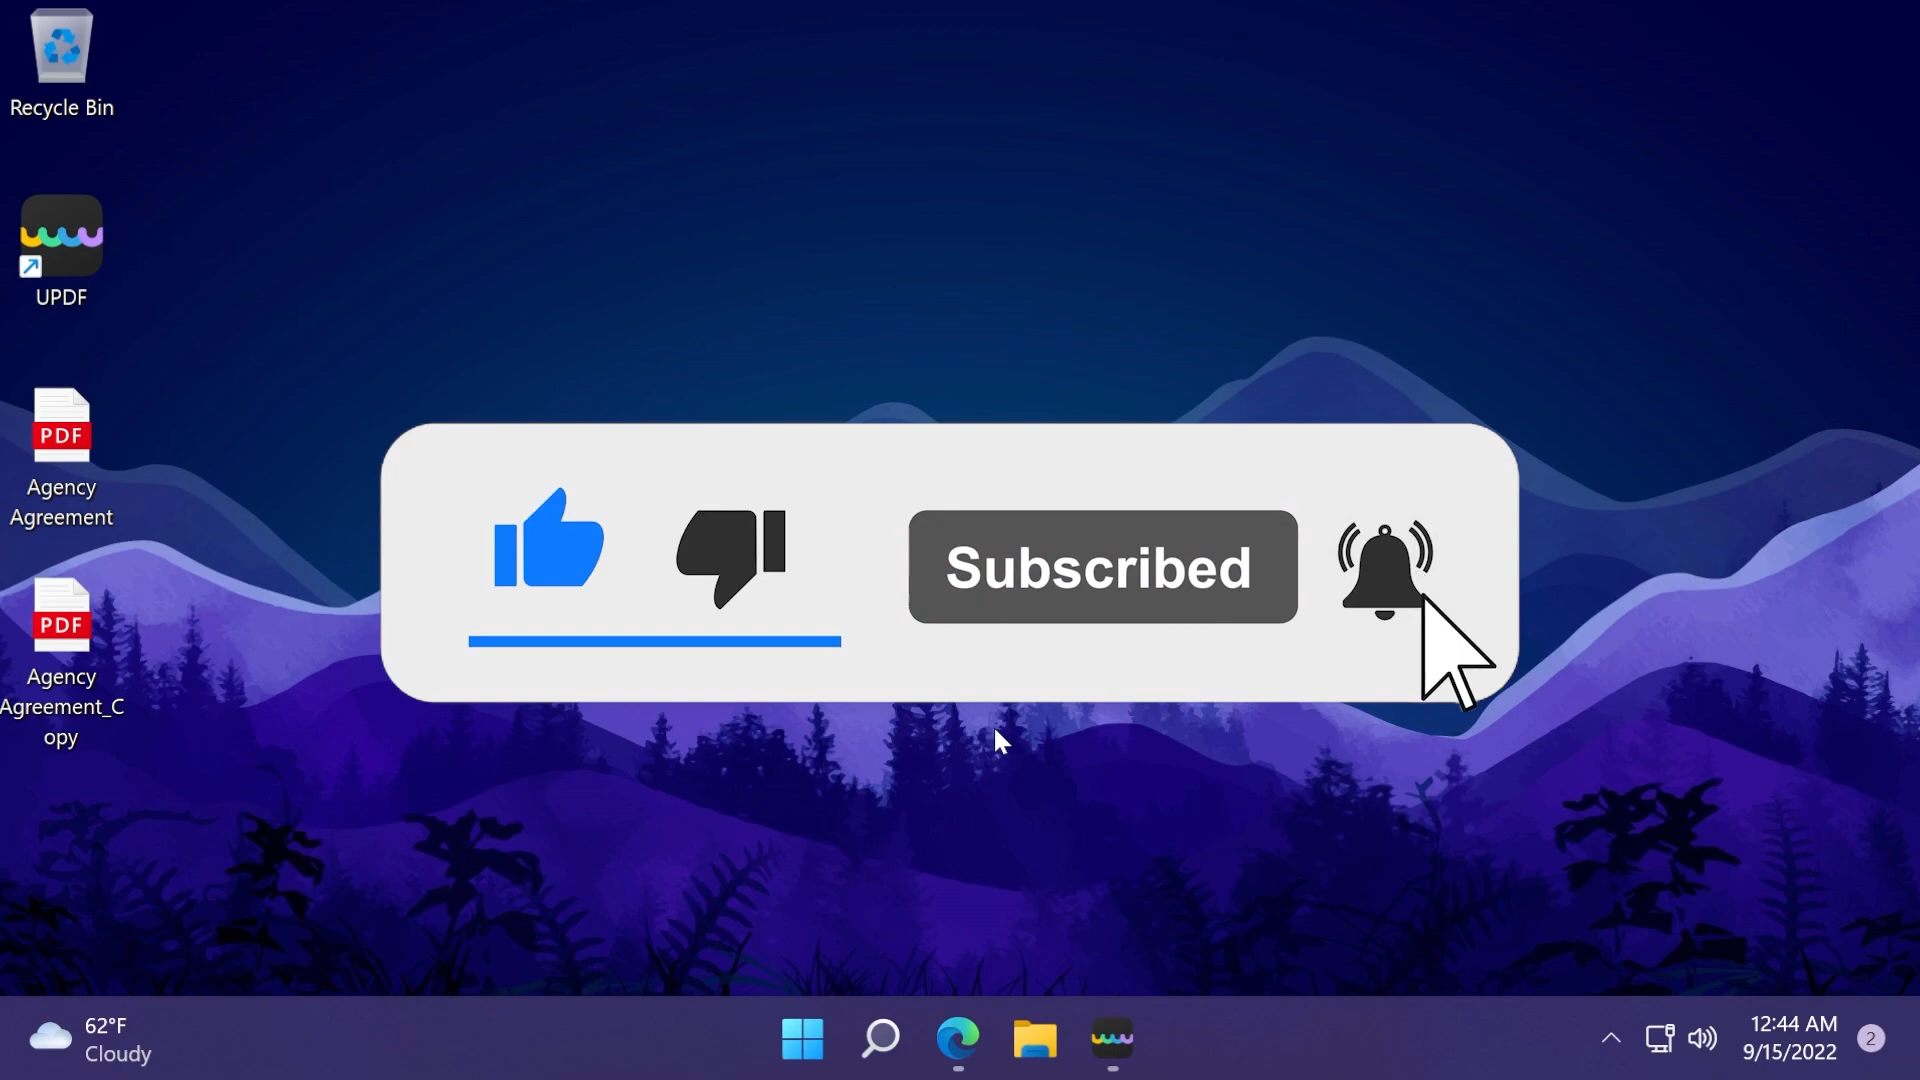 Recycle Bin
UPDF
PDF
Agency
Agreement
PDF
Agency
Agreement_C
opy
Subscribed
62°F
Cloudy
12:44 AM
9/15/2022
2